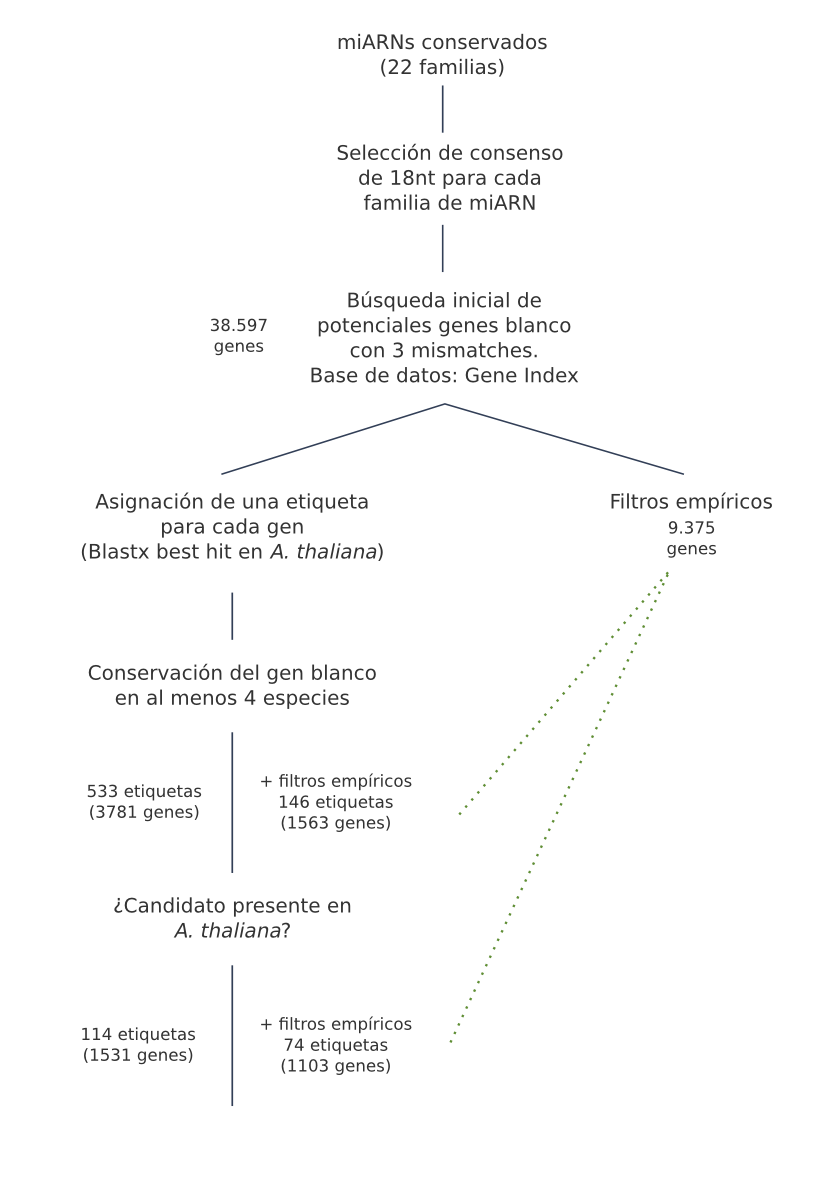 miARNs conservados
(22 familias)
Selección de consenso
de 18nt para cada
familia de miARN
38.597
genes
Búsqueda inicial de
potenciales genes blanco
con 3 mismatches.
Base de datos: Gene Index
Asignación de una etiqueta
para cada gen
(Blastx best hit en A. thaliana)
Filtros empíricos
9.375
genes
Conservación del gen blanco
en al menos 4 especies
533 etiquetas
(3781 genes)
+ filtros empíricos
146 etiquetas
(1563 genes)
¿Candidato presente en
A. thaliana?
114 etiquetas
(1531 genes)
+ filtros empíricos
74 etiquetas
(1103 genes)